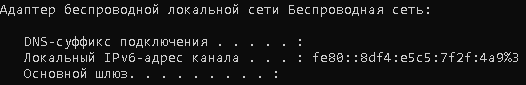 Адаптер беспроводной локальной сети Беспроводная сеть:
DNS-суффикс подключения . . . . . :
Локальный IPv6-адрес канала . . . : fe80::8df4:e5c5:7f2f:4a9%3
Основной шлюз. . . . . . . . . :